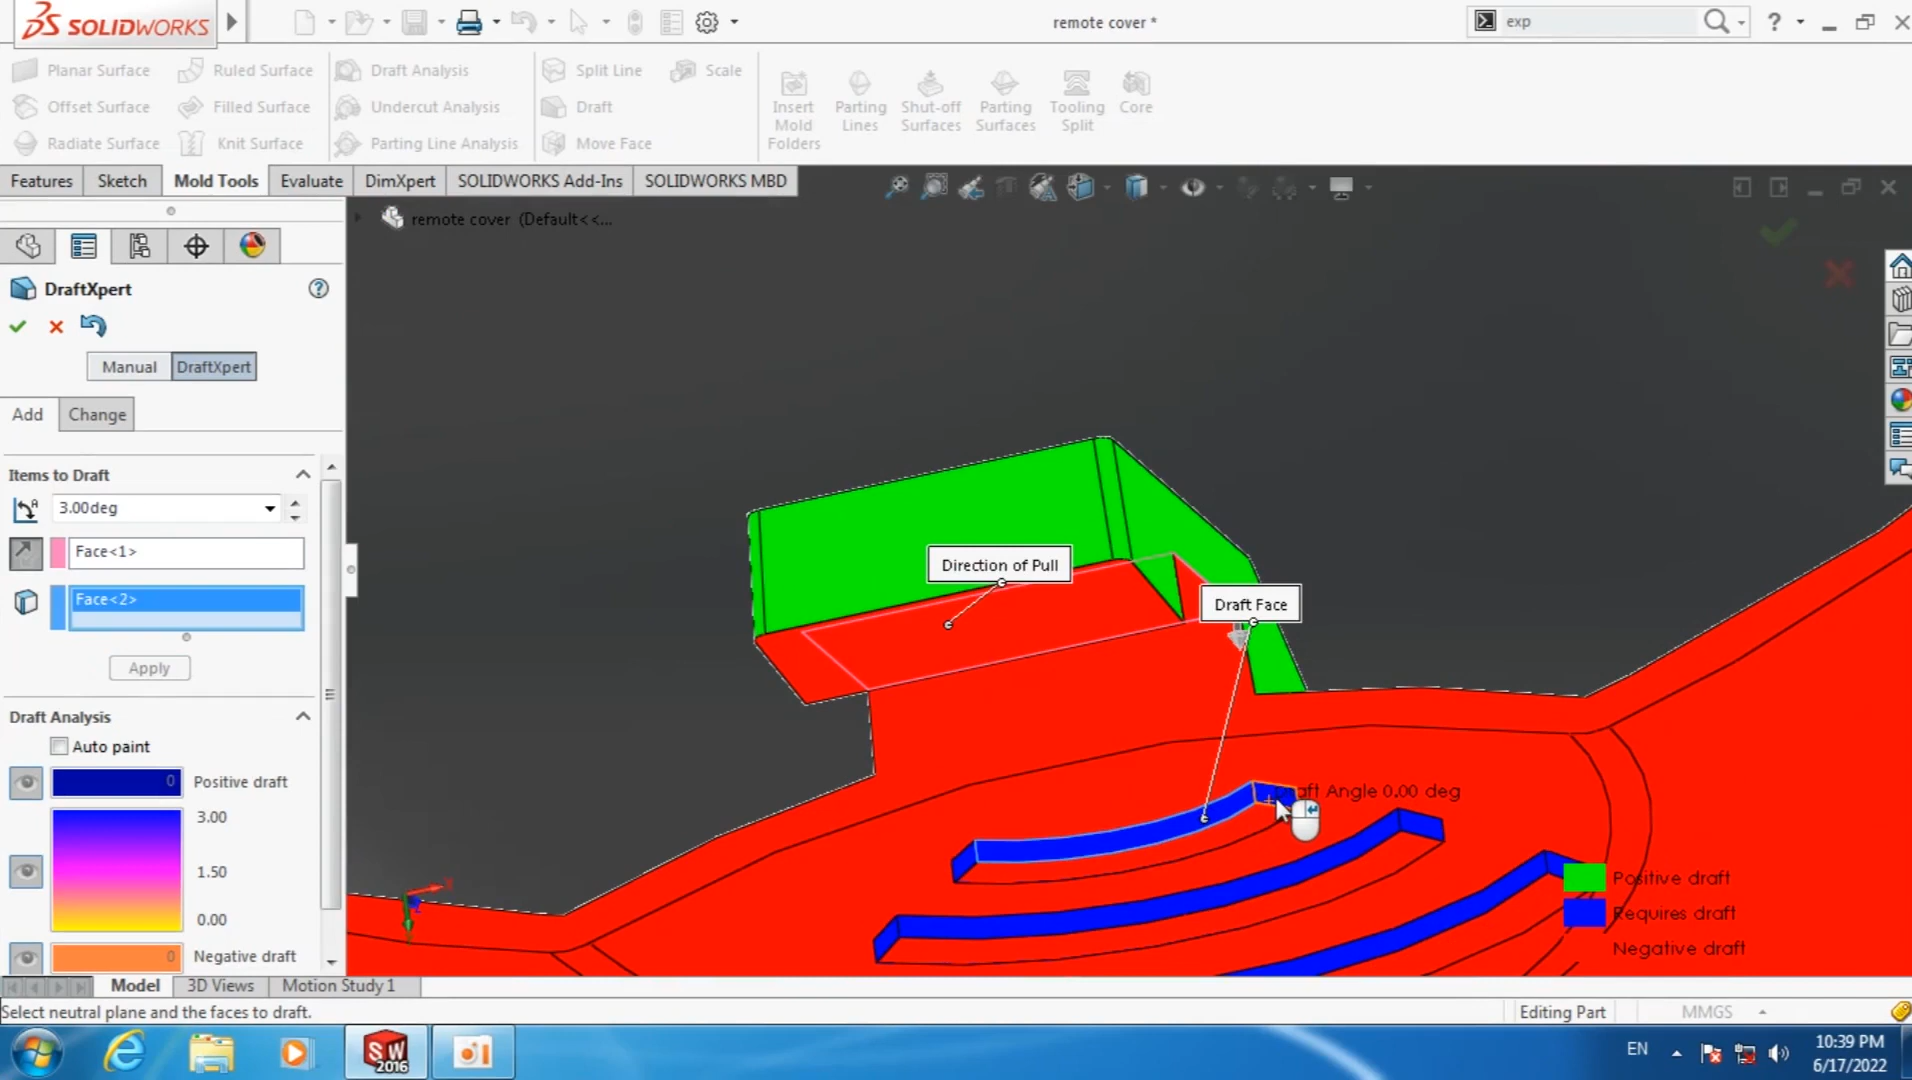 SOLIDWORKS
remote cover *
exp
Planar Surface
Ruled Surface
Draft Analysis
Split Line
Scale
Offset Surface
Filled Surface
Undercut Analysis
Draft
Radiate Surface
Knit Surface
Parting Line Analysis
Move Face
Insert
Mold
Folders
Parting
Lines
Shut-off
Surfaces
Parting
Surfaces
Tooling
Split
Core
Features
Sketch
Mold Tools
Evaluate
DimXpert
SOLIDWORKS Add-Ins
SOLIDWORKS MBD
remote cover (Default<<...
DraftXpert
Manual
DraftXpert
Add
Change
Items to Draft
3.00deg
Face<1>
Face<2>
Apply
Draft Analysis
Auto paint
0
Positive draft
3.00
1.50
0.00
0
Negative draft
Direction of Pull
Draft Face
Draft Angle 0.00 deg
Positive draft
Requires draft
Negative draft
Model
3D Views
Motion Study 1
Select neutral plane and the faces to draft.
Editing Part
MMGS
SW
2016
EN
10:39 PM
6/17/2022